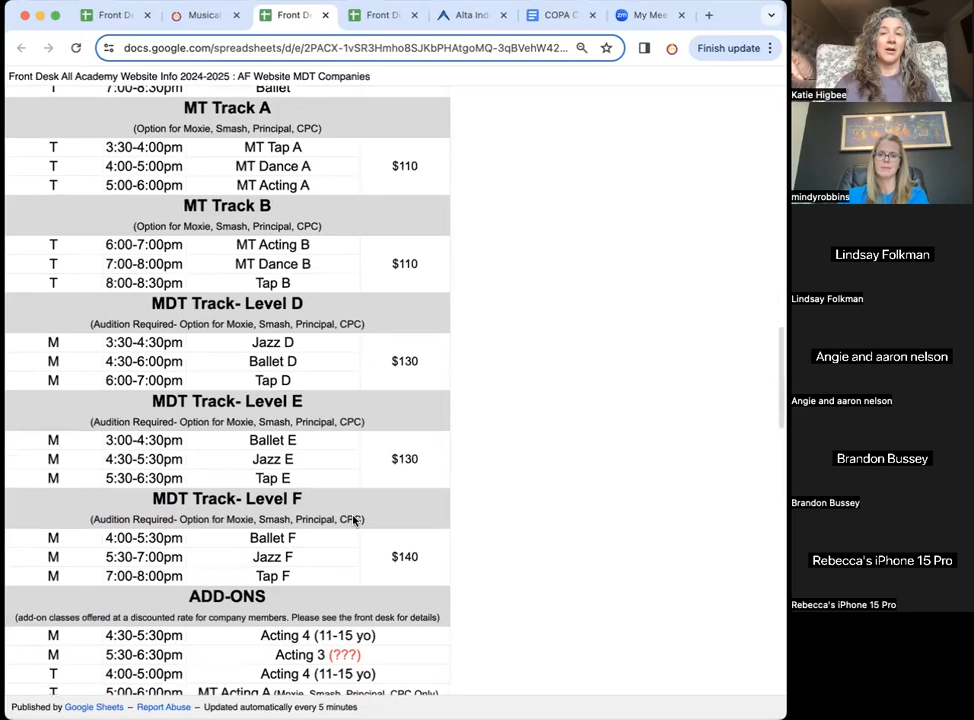 Front D
Musical
Front D
Front D
Alta Ind
COPA C
My Mee
docs.google.com/spreadsheets/d/e/2PACX-1vSR3Hmho8SJKbPHAtgoMQ-3qBVehW42...
Finish update
Front Desk All Academy Website Info 2024-2025 : AF Website MDT Companies
T 7:00-8:30pm Ballet
MT Track A
(Option for Moxie, Smash, Principal, CPC)
T 3:30-4:00pm MT Tap A
T 4:00-5:00pm MT Dance A $110
T 5:00-6:00pm MT Acting A
MT Track B
(Option for Moxie, Smash, Principal, CPC)
T 6:00-7:00pm MT Acting B
T 7:00-8:00pm MT Dance B $110
T 8:00-8:30pm Tap B
MDT Track- Level D
(Audition Required- Option for Moxie, Smash, Principal, CPC)
M 3:30-4:30pm Jazz D
M 4:30-6:00pm Ballet D $130
M 6:00-7:00pm Tap D
MDT Track- Level E
(Audition Required- Option for Moxie, Smash, Principal, CPC)
M 3:00-4:30pm Ballet E
M 4:30-5:30pm Jazz E $130
M 5:30-6:30pm Tap E
MDT Track- Level F
(Audition Required- Option for Moxie, Smash, Principal, CPC)
M 4:00-5:30pm Ballet F
M 5:30-7:00pm Jazz F $140
M 7:00-8:00pm Tap F
ADD-ONS
(add-on classes offered at a discounted rate for company members. Please see the front desk for details)
M 4:30-5:30pm Acting 4 (11-15 yo)
M 5:30-6:30pm Acting 3 (???)
T 4:00-5:00pm Acting 4 (11-15 yo)
T 5:00-6:00pm MT Acting A (Moxie, Smash, Principal, CPC Only)
Published by Google Sheets – Report Abuse – Updated automatically every 5 minutes
Katie Higbee
mindyrobbins
Lindsay Folkman
Lindsay Folkman
Angie and aaron nelson
Angie and aaron nelson
Brandon Bussey
Brandon Bussey
Rebecca's iPhone 15 Pro
Rebecca's iPhone 15 Pro